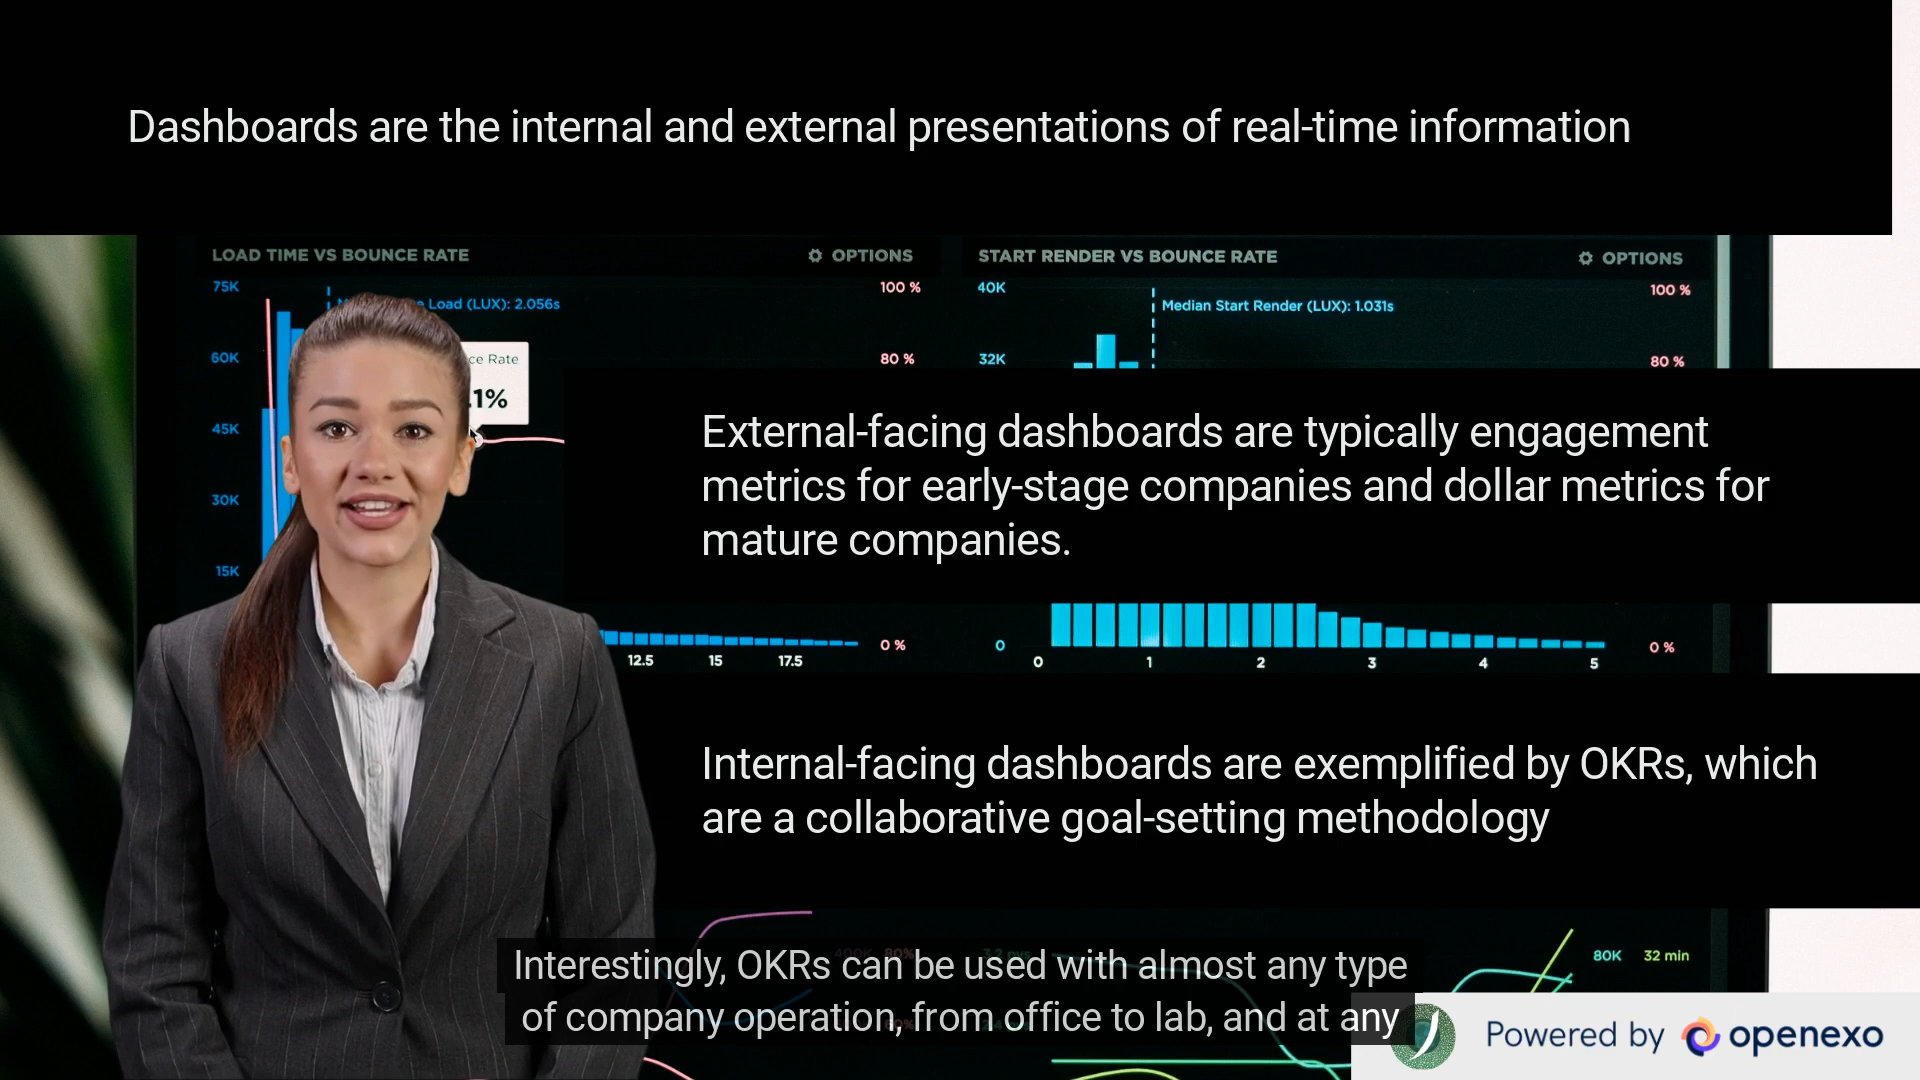 Dashboards are the internal and external presentations of real-time information
LOAD TIME VS BOUNCE RATE
OPTIONS
START RENDER VS BOUNCE RATE
OPTIONS
75K
Load (LUX): 2.056s
100 %
40K
Median Start Render (LUX): 1.031s
100 %
60K
ce Rate
80 %
32K
80 %
.1%
45K
External-facing dashboards are typically engagement
metrics for early-stage companies and dollar metrics for
mature companies.
30K
15K
0 %
0
0 %
12.5
15
17.5
0
1
2
3
4
5
Internal-facing dashboards are exemplified by OKRs, which
are a collaborative goal-setting methodology
80K
32 min
Interestingly, OKRs can be used with almost any type
of company operation, from office to lab, and at any
Powered by openexo